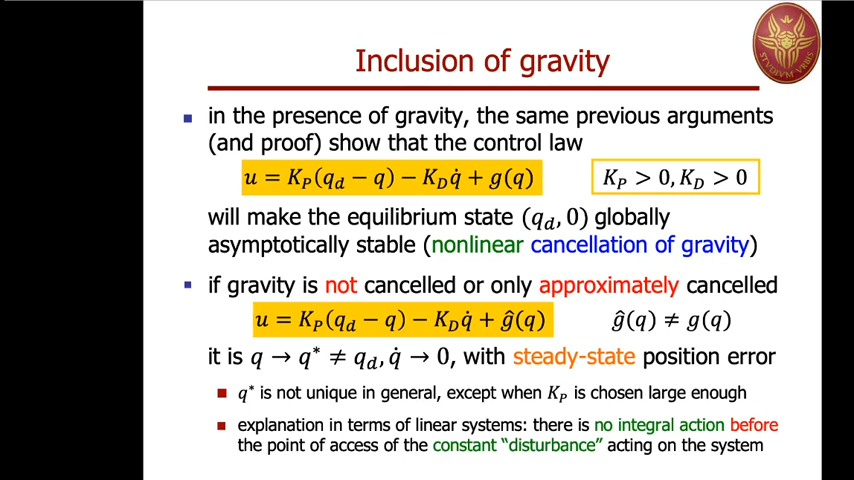 Inclusion of gravity
STVDIVM VRBIS
in the presence of gravity, the same previous arguments
(and proof) show that the control law
u = K_P(q_d − q) − K_D q̇ + g(q)
K_P > 0, K_D > 0
will make the equilibrium state (q_d, 0) globally
asymptotically stable (nonlinear cancellation of gravity)
if gravity is not cancelled or only approximately cancelled
u = K_P(q_d − q) − K_D q̇ + ĝ(q)
ĝ(q) ≠ g(q)
it is q → q* ≠ q_d, q̇ → 0, with steady-state position error
q* is not unique in general, except when K_P is chosen large enough
explanation in terms of linear systems: there is no integral action before
the point of access of the constant “disturbance” acting on the system